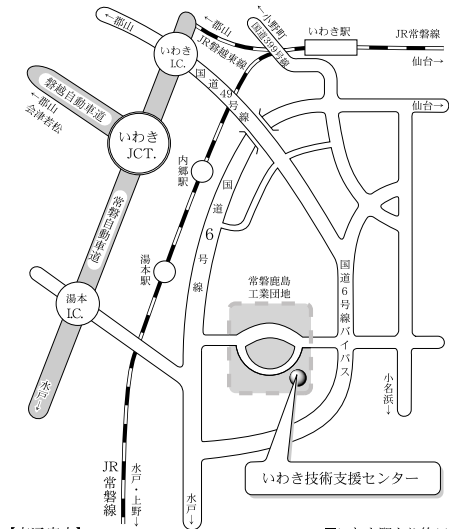 ←郡山
←郡山
←小野町
国道399号線
いわき駅
JR常磐線
仙台→
JR磐越東線
いわき
I.C.
国道49号線
仙台→
磐越自動車道
←郡山
会津若松
いわき
JCT.
内郷駅
国道6号線
常磐自動車道
湯本駅
常磐鹿島
工業団地
国道6号線バイパス
湯本
I.C.
水戸→
小名浜→
いわき技術支援センター
JR常磐線
水戸・上野→
水戸→